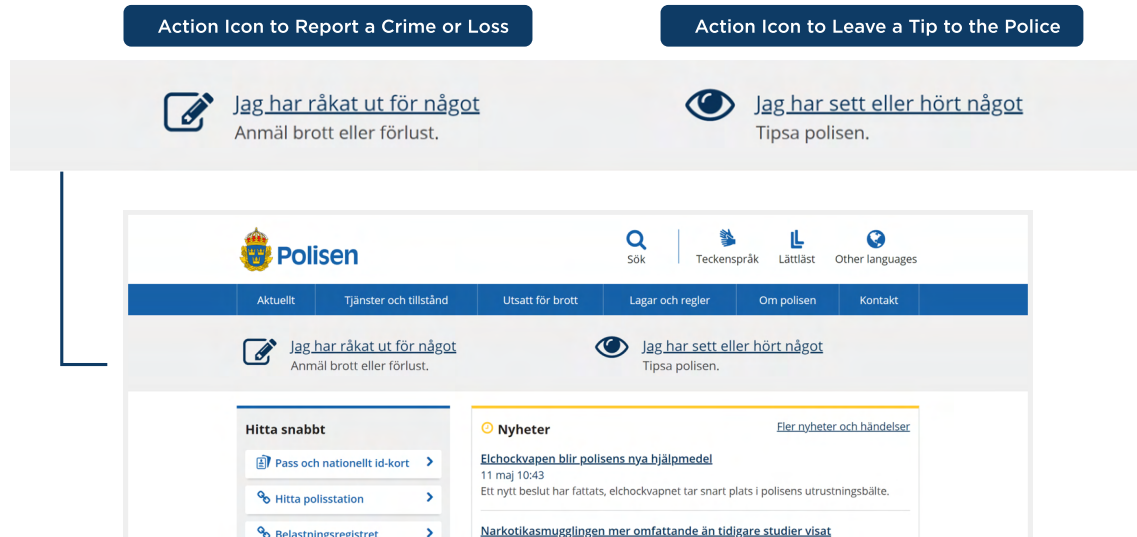 Action Icon to Report a Crime or Loss
Action Icon to Leave a Tip to the Police
Jag har råkat ut för något
Anmäl brott eller förlust.
Jag har sett eller hört något
Tipsa polisen.
Polisen
Sök
Teckenspråk
Lättläst
Other languages
Aktuellt
Tjänster och tillstånd
Utsatt för brott
Lagar och regler
Om polisen
Kontakt
Jag har råkat ut för något
Anmäl brott eller förlust.
Jag har sett eller hört något
Tipsa polisen.
Hitta snabbt
Pass och nationellt id-kort
Hitta polisstation
Belastningsregistret
Nyheter
Fler nyheter och händelser
Elchockvapen blir polisens nya hjälpmedel
11 maj 10:43
Ett nytt beslut har fattats, elchockvapnet tar snart plats i polisens utrustningsbälte.
Narkotikasmugglingen mer omfattande än tidigare studier visat